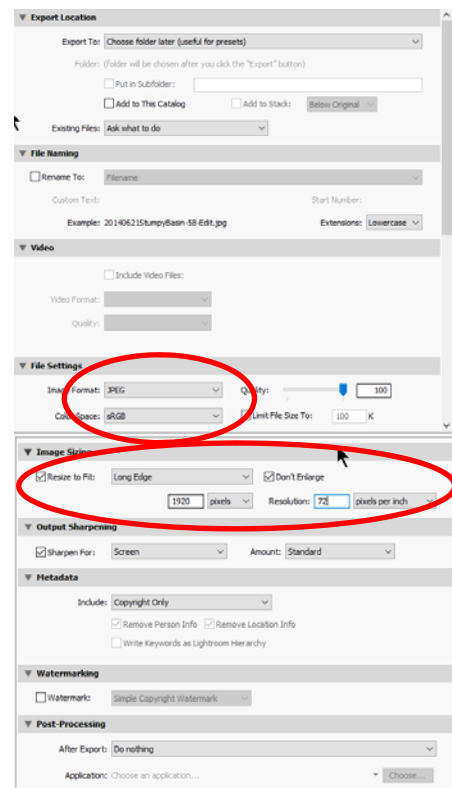 Export Location
Export To: Choose folder later (useful for presets)
Folder: (folder will be chosen after you click the "Export" button)
Put in Subfolder:
Add to This Catalog Add to Stack: Below Original
Existing Files: Ask what to do
File Naming
Rename To: Filename
Custom Text: Start Number:
Example: 20140621StumpyBasin-58-Edit.jpg Extensions: Lowercase
Video
Include Video Files:
Video Format:
Quality:
File Settings
Image Format: JPEG Quality: 100
Color Space: sRGB Limit File Size To: 100 K
Image Sizing
Resize to Fit: Long Edge Don't Enlarge
1920 pixels Resolution: 72 pixels per inch
Output Sharpening
Sharpen For: Screen Amount: Standard
Metadata
Include: Copyright Only
Remove Person Info Remove Location Info
Write Keywords as Lightroom Hierarchy
Watermarking
Watermark: Simple Copyright Watermark
Post-Processing
After Export: Do nothing
Application: Choose an application... Choose...